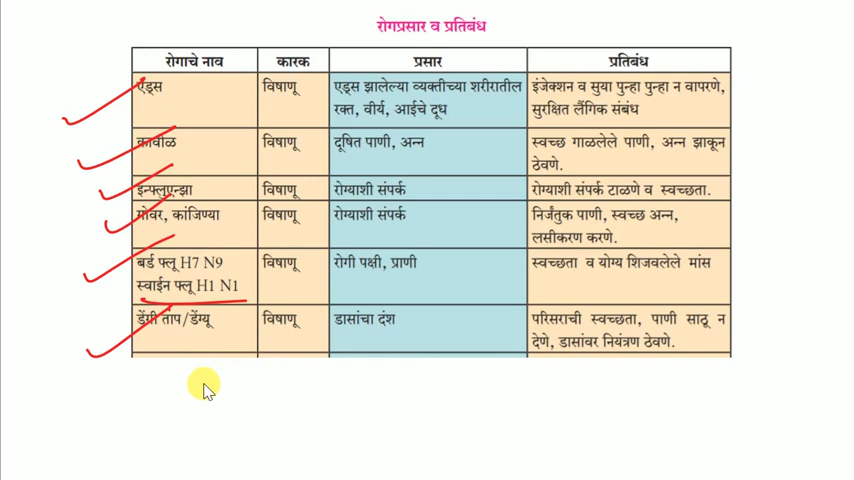 रोगप्रसार व प्रतिबंध
रोगाचे नाव कारक प्रसार प्रतिबंध
एड्स विषाणू एड्स झालेल्या व्यक्तीच्या शरीरातील इंजेक्शन व सुया पुन्हा पुन्हा न वापरणे,
रक्त, वीर्य, आईचे दूध सुरक्षित लैंगिक संबंध
कावीळ विषाणू दूषित पाणी, अन्न स्वच्छ गाळलेले पाणी, अन्न झाकून
ठेवणे.
इन्फ्लुएन्झा विषाणू रोग्याशी संपर्क रोग्याशी संपर्क टाळणे व स्वच्छता.
गोवर, कांजिण्या विषाणू रोग्याशी संपर्क निर्जंतुक पाणी, स्वच्छ अन्न,
लसीकरण करणे.
बर्ड फ्लू H7 N9 विषाणू रोगी पक्षी, प्राणी स्वच्छता व योग्य शिजवलेले मांस
स्वाईन फ्लू H1 N1
डेंगी ताप/डेंग्यू विषाणू डासांचा दंश परिसराची स्वच्छता, पाणी साठू न
देणे, डासांवर नियंत्रण ठेवणे.